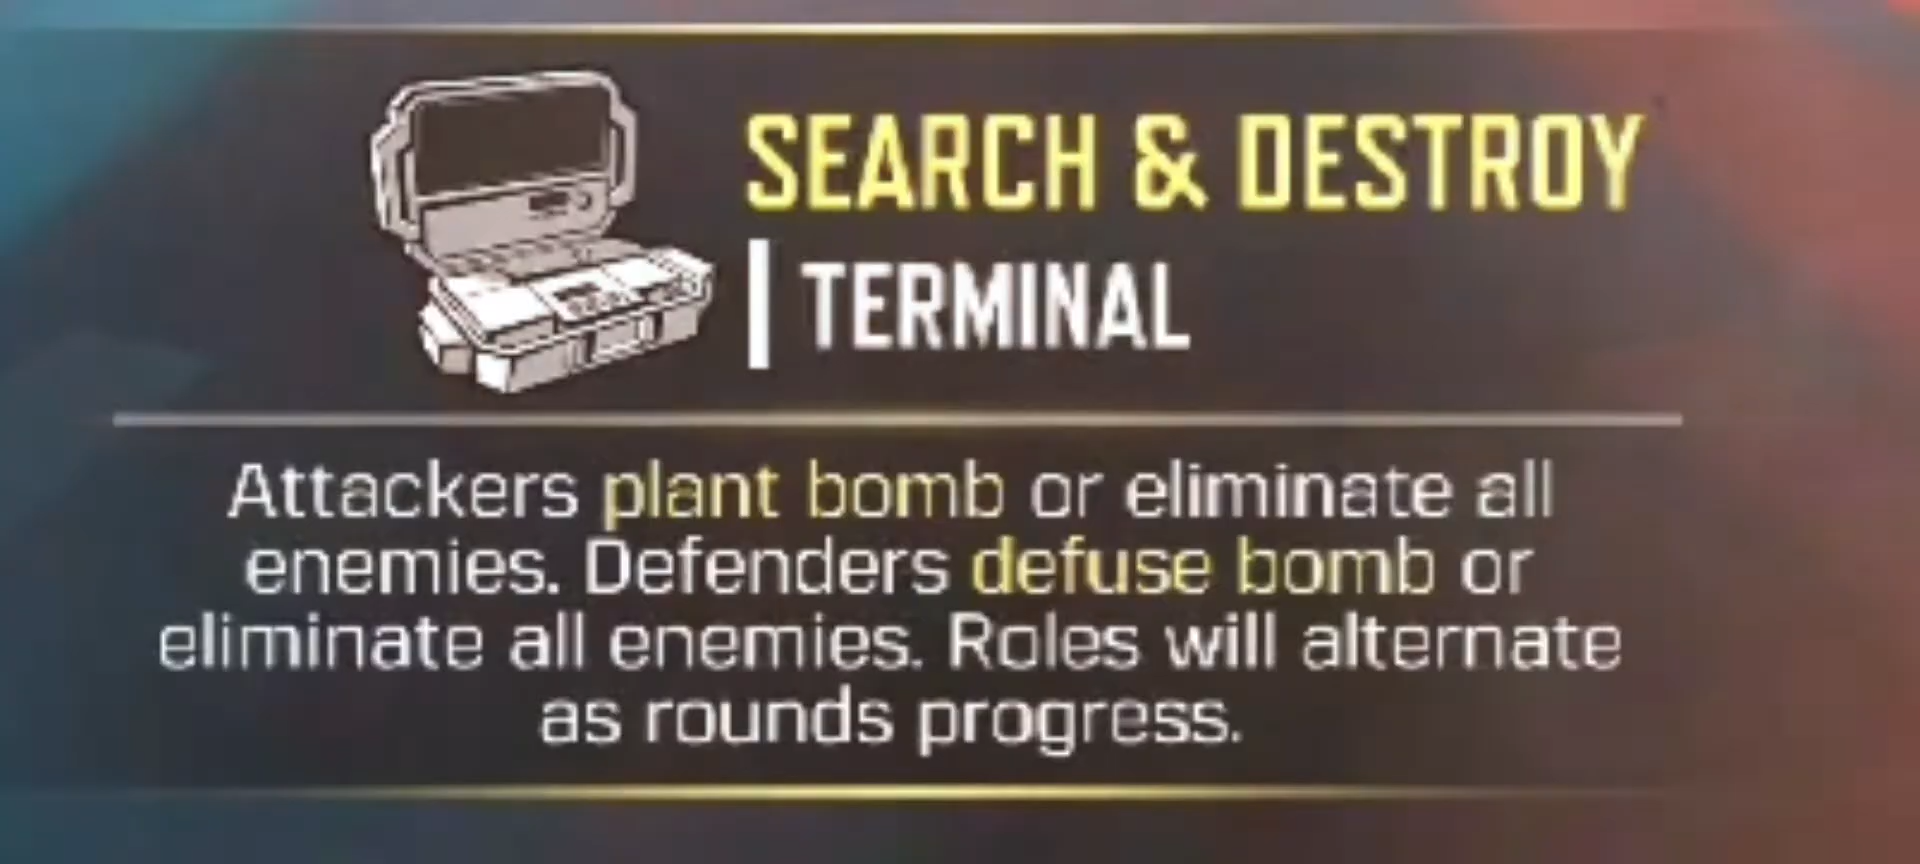 SEARCH & DESTROY
TERMINAL
Attackers plant bomb or eliminate all
enemies. Defenders defuse bomb or
eliminate all enemies. Roles will alternate
as rounds progress.